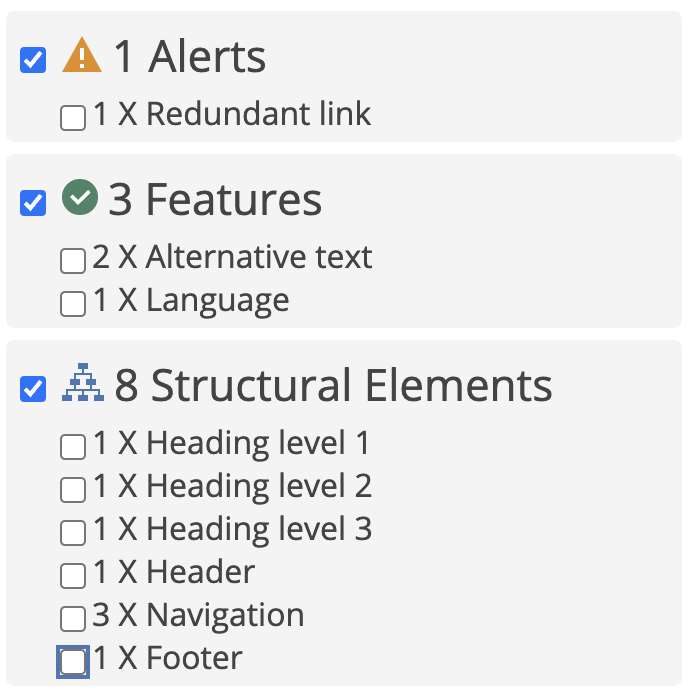 1 Alerts
1 X Redundant link
3 Features
2 X Alternative text
1 X Language
8 Structural Elements
1 X Heading level 1
1 X Heading level 2
1 X Heading level 3
1 X Header
3 X Navigation
1 X Footer